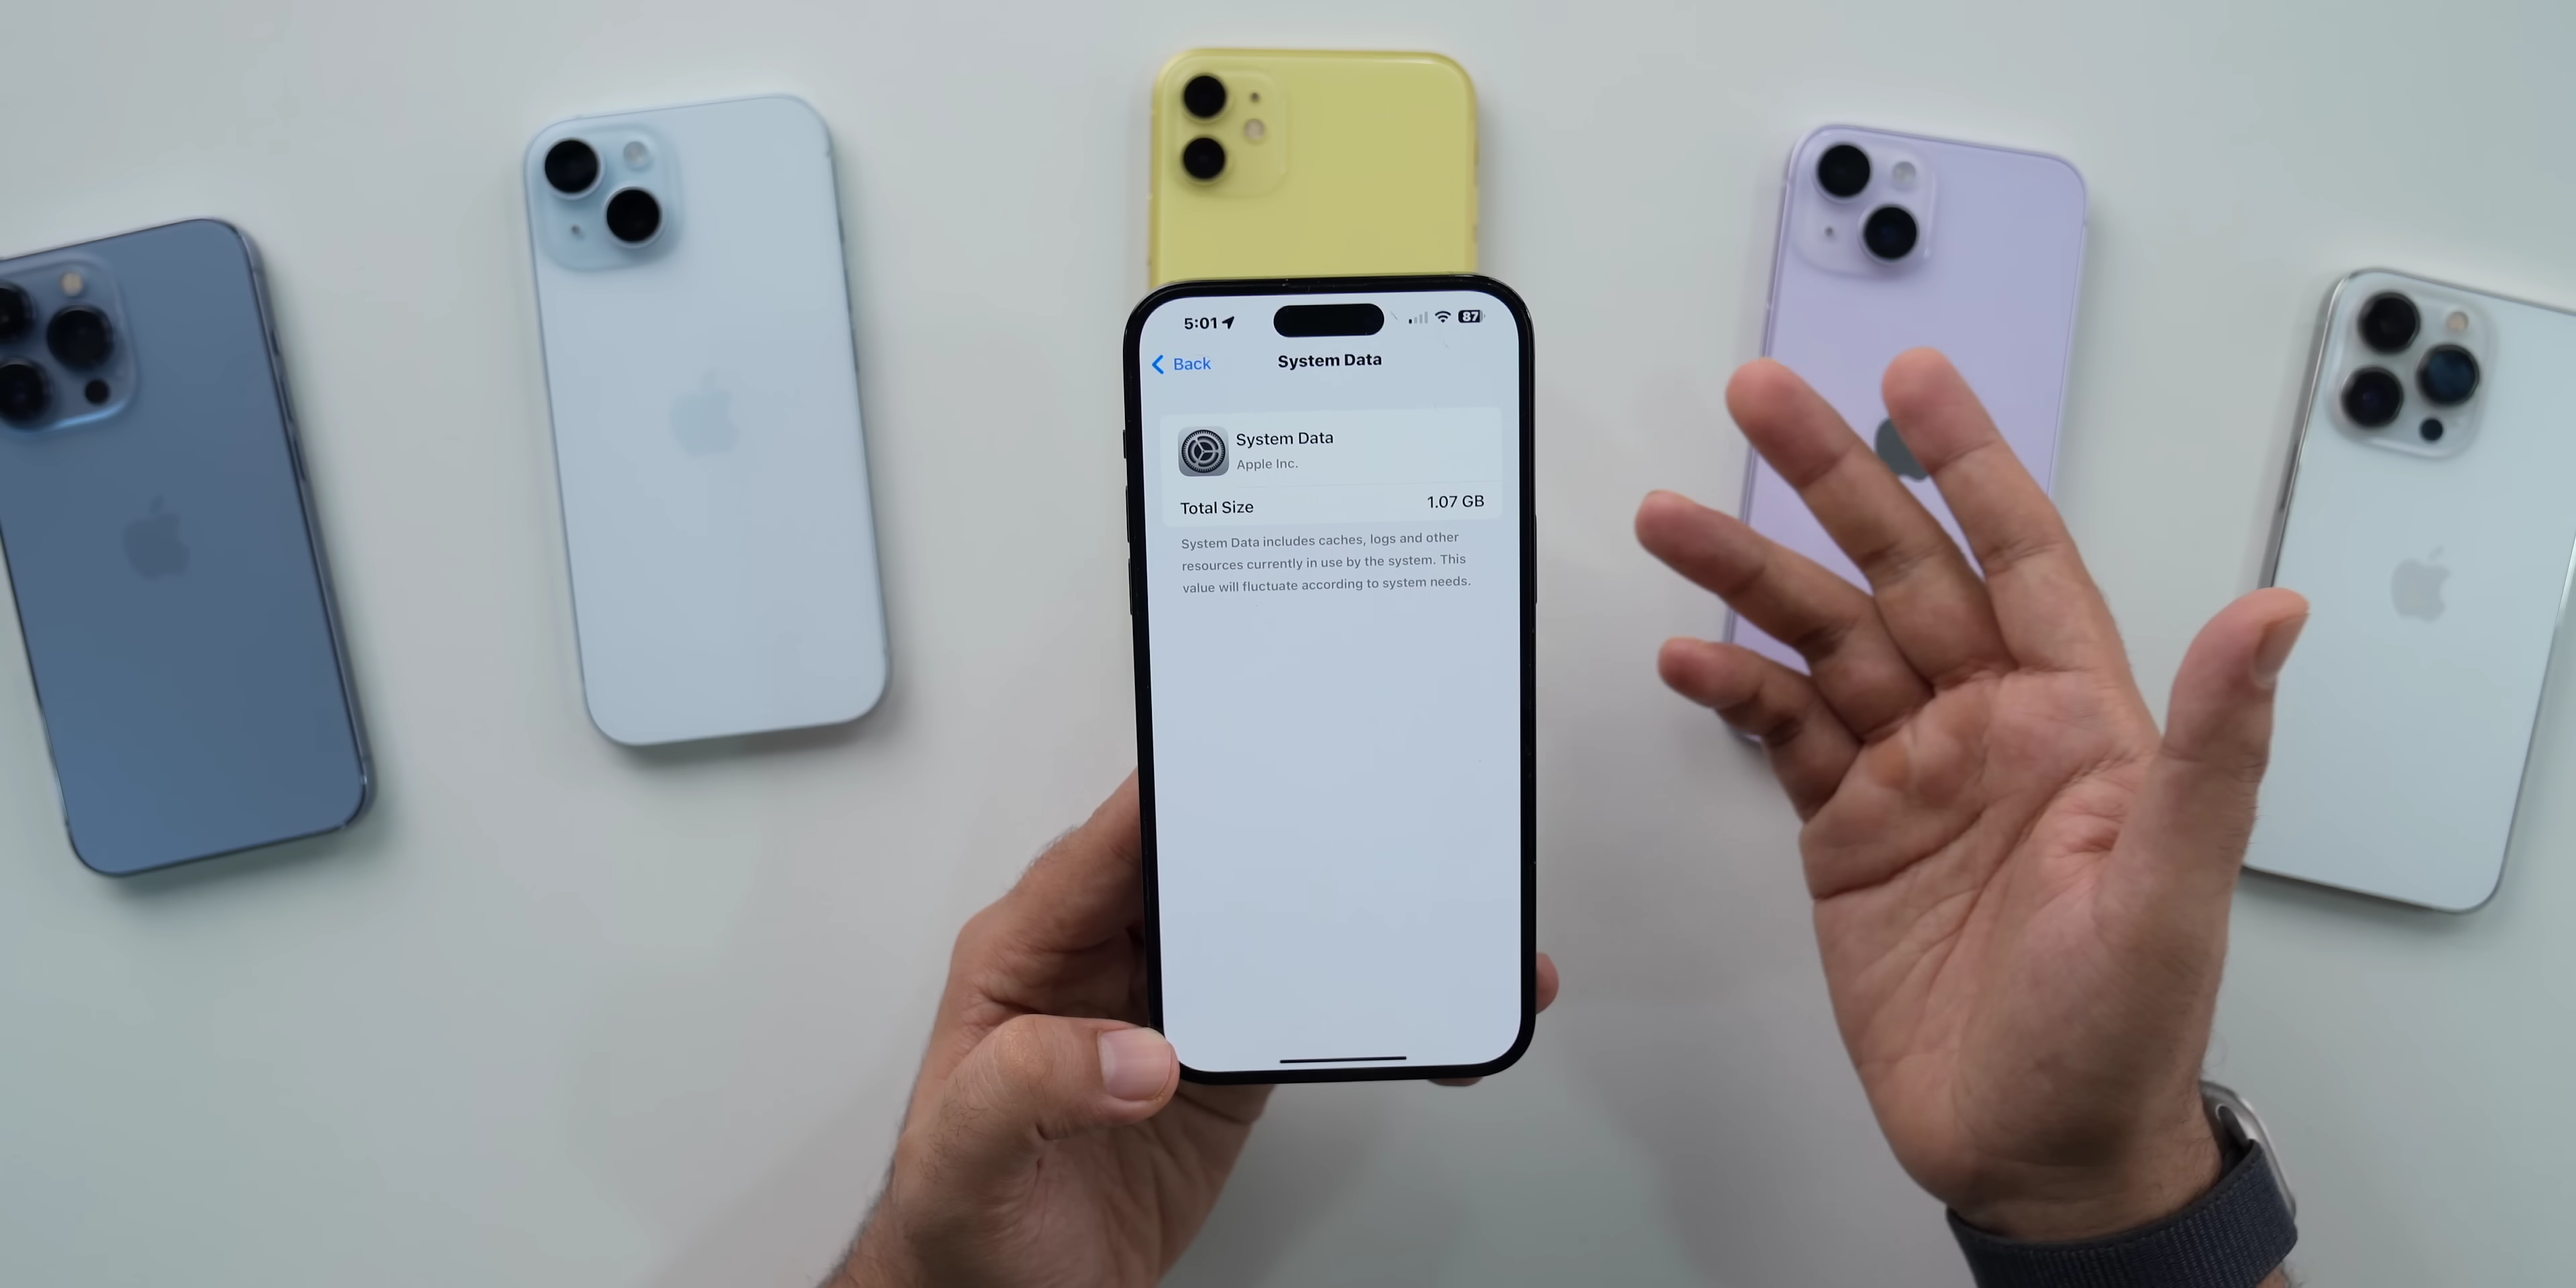 5:01
87
Back
System Data
System Data
Apple Inc.
Total Size 1.07 GB
System Data includes caches, logs and other
resources currently in use by the system. This
value will fluctuate according to system needs.